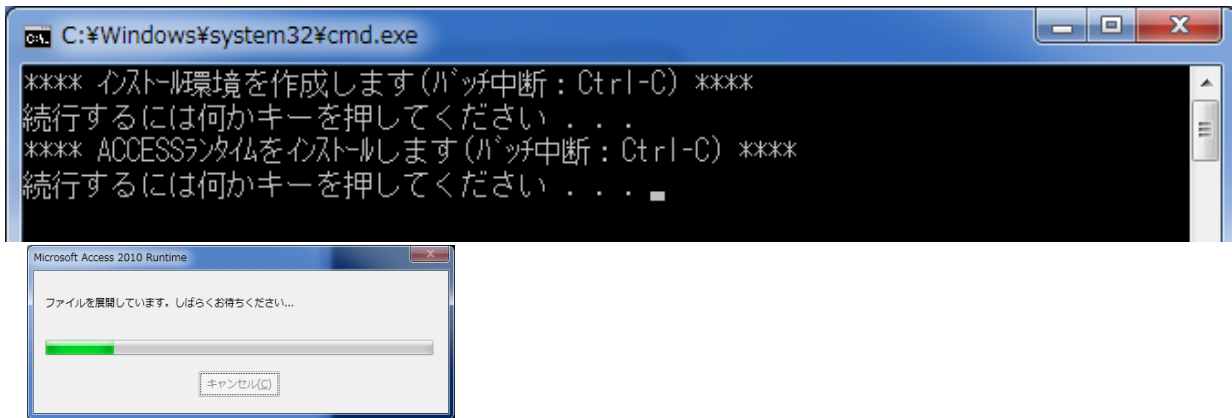 C:¥Windows¥system32¥cmd.exe
**** ｲﾝｽﾄｰﾙ環境を作成します(ﾊﾞｯﾁ中断：Ctrl-C) ****
続行するには何かキーを押してください . . .
**** ACCESSﾗﾝﾀｲﾑをｲﾝｽﾄｰﾙします(ﾊﾞｯﾁ中断：Ctrl-C) ****
続行するには何かキーを押してください . . .
Microsoft Access 2010 Runtime
ファイルを展開しています。しばらくお待ちください...
キャンセル(C)